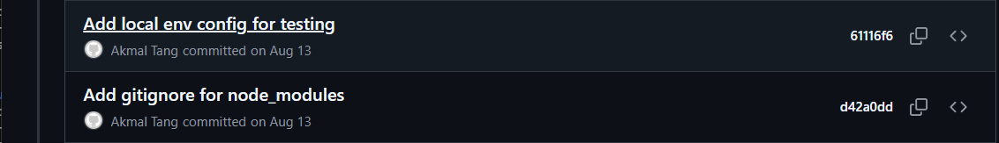 Add local env config for testing
Akmal Tang committed on Aug 13
61116f6
Add gitignore for node_modules
Akmal Tang committed on Aug 13
d42a0dd